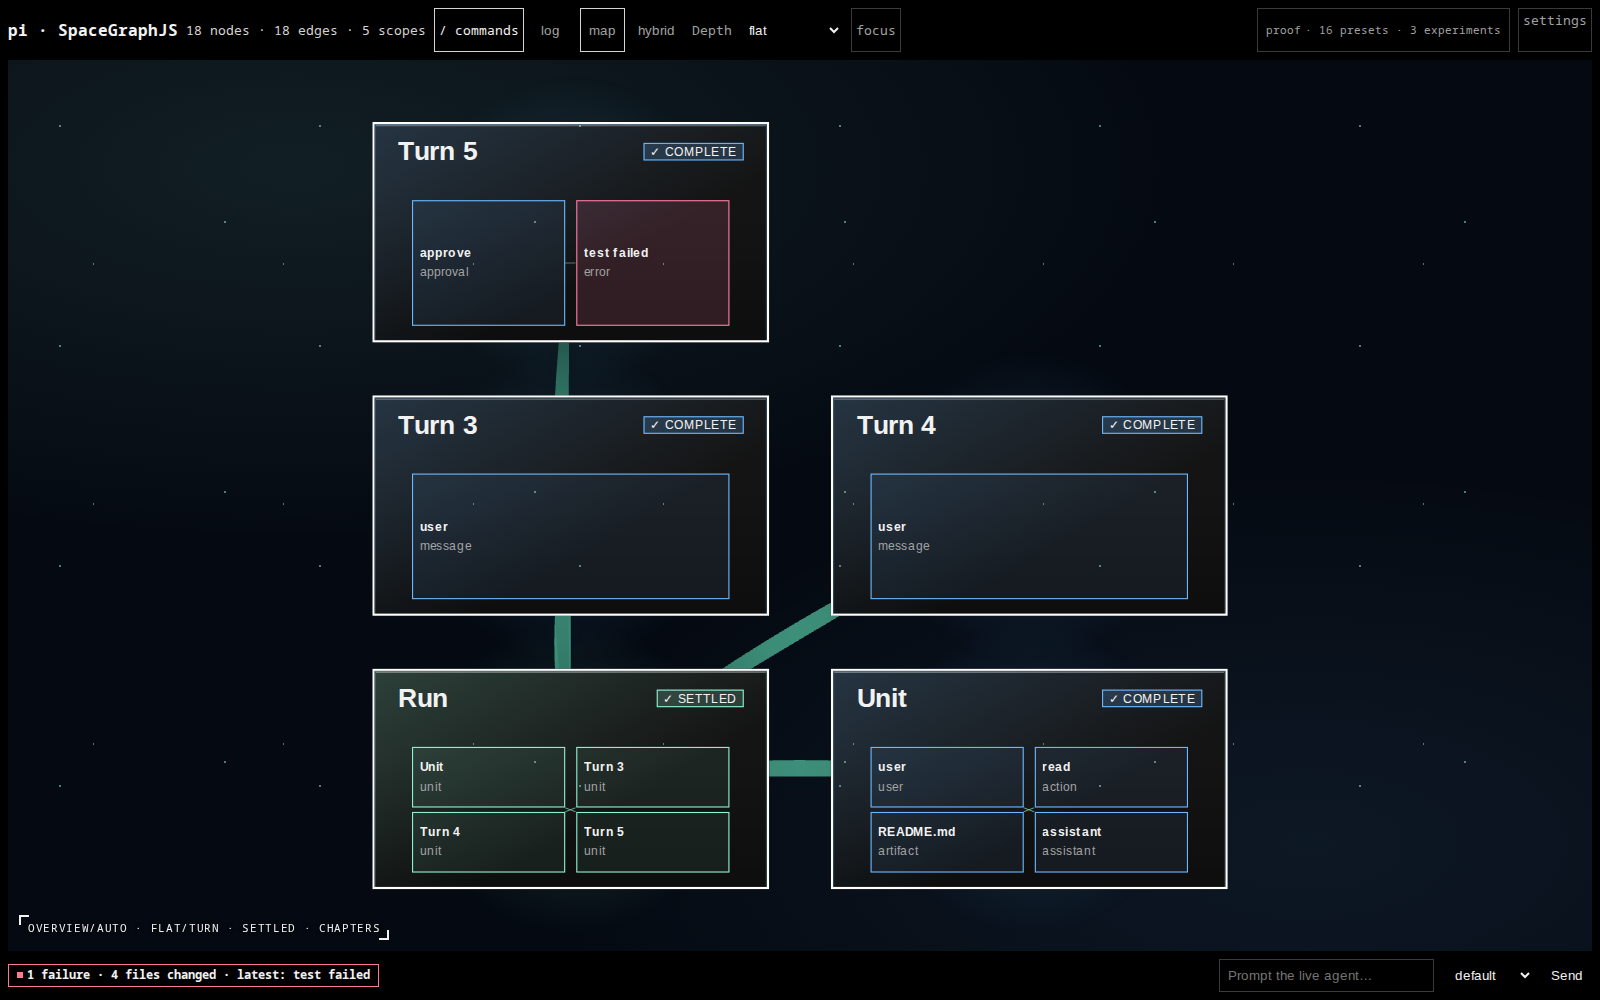 pi · SpaceGraphJS 18 nodes · 18 edges · 5 scopes / commands log map hybrid Depth flat focus proof · 16 presets · 3 experiments settings
Turn 5 ✓ COMPLETE
approve
approval
test failed
error
Turn 3 ✓ COMPLETE
user
message
Turn 4 ✓ COMPLETE
user
message
Run ✓ SETTLED
Unit
unit
Turn 3
unit
Turn 4
unit
Turn 5
unit
Unit ✓ COMPLETE
user
user
read
action
README.md
artifact
assistant
assistant
OVERVIEW/AUTO · FLAT/TURN · SETTLED · CHAPTERS
1 failure · 4 files changed · latest: test failed
Prompt the live agent… default Send